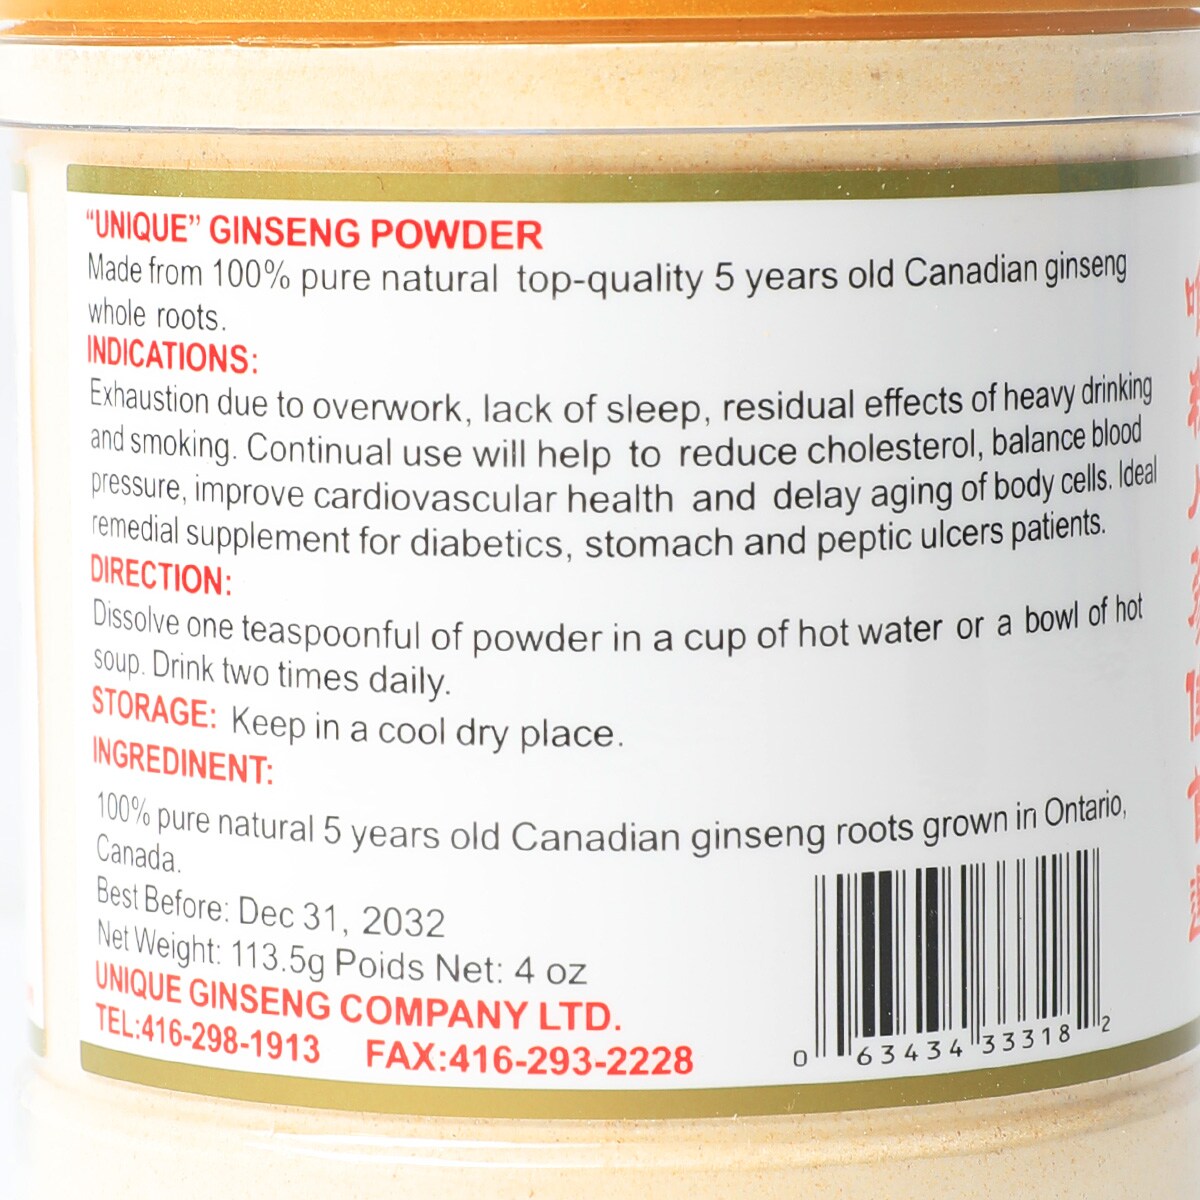 “UNIQUE” GINSENG POWDER
Made from 100% pure natural top-quality 5 years old Canadian ginseng
whole roots.
INDICATIONS:
Exhaustion due to overwork, lack of sleep, residual effects of heavy drinking
and smoking. Continual use will help to reduce cholesterol, balance blood
pressure, improve cardiovascular health and delay aging of body cells. Ideal
remedial supplement for diabetics, stomach and peptic ulcers patients.
DIRECTION:
Dissolve one teaspoonful of powder in a cup of hot water or a bowl of hot
soup. Drink two times daily.
STORAGE: Keep in a cool dry place.
INGREDINENT:
100% pure natural 5 years old Canadian ginseng roots grown in Ontario,
Canada.
Best Before: Dec 31, 2032
Net Weight: 113.5g Poids Net: 4 oz
UNIQUE GINSENG COMPANY LTD.
TEL:416-298-1913 FAX:416-293-2228
0 63434 33318 2